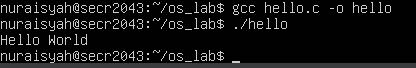 nuraisyah@secr2043:~/os_lab$ gcc hello.c -o hello
nuraisyah@secr2043:~/os_lab$ ./hello
Hello World
nuraisyah@secr2043:~/os_lab$